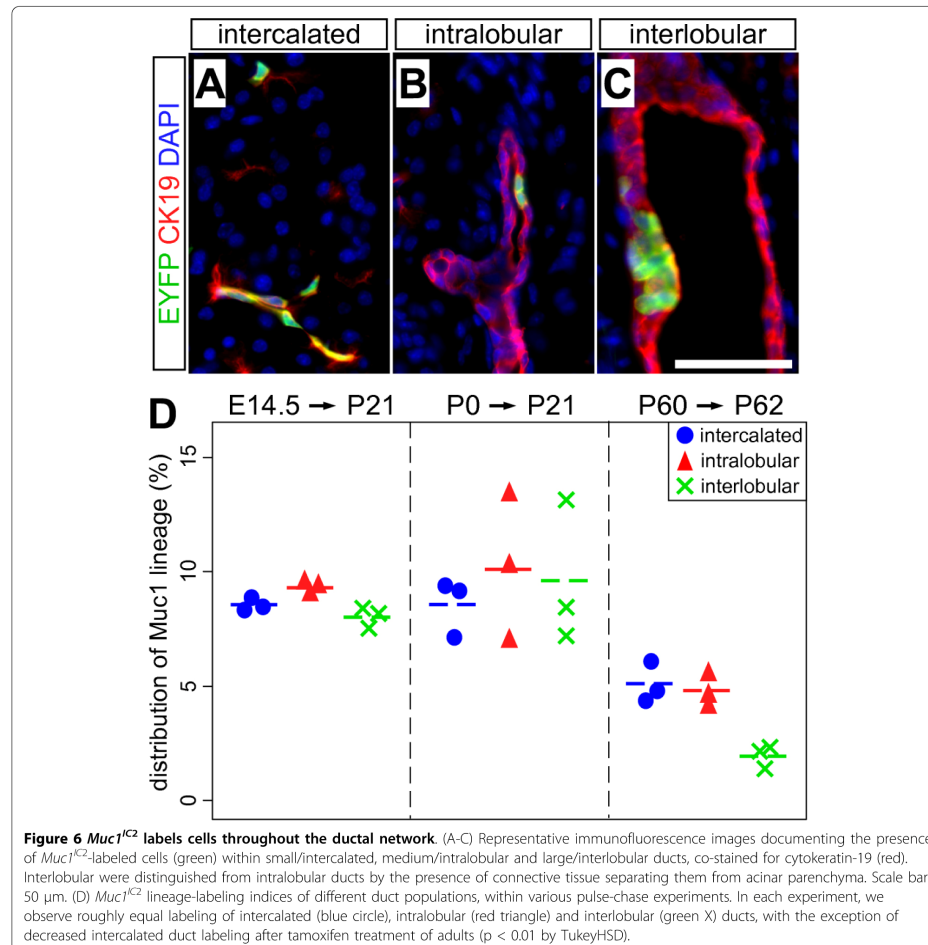 intercalated intralobular interlobular
EYFP CK19 DAPI
A B C
D E14.5 → P21 P0 → P21 P60 → P62
distribution of Muc1 lineage (%)
15
10
5
0
intercalated
intralobular
interlobular
Figure 6 Muc1^IC2 labels cells throughout the ductal network. (A-C) Representative immunofluorescence images documenting the presence
of Muc1^IC2-labeled cells (green) within small/intercalated, medium/intralobular and large/interlobular ducts, co-stained for cytokeratin-19 (red).
Interlobular were distinguished from intralobular ducts by the presence of connective tissue separating them from acinar parenchyma. Scale bar:
50 μm. (D) Muc1^IC2 lineage-labeling indices of different duct populations, within various pulse-chase experiments. In each experiment, we
observe roughly equal labeling of intercalated (blue circle), intralobular (red triangle) and interlobular (green X) ducts, with the exception of
decreased intercalated duct labeling after tamoxifen treatment of adults (p < 0.01 by TukeyHSD).